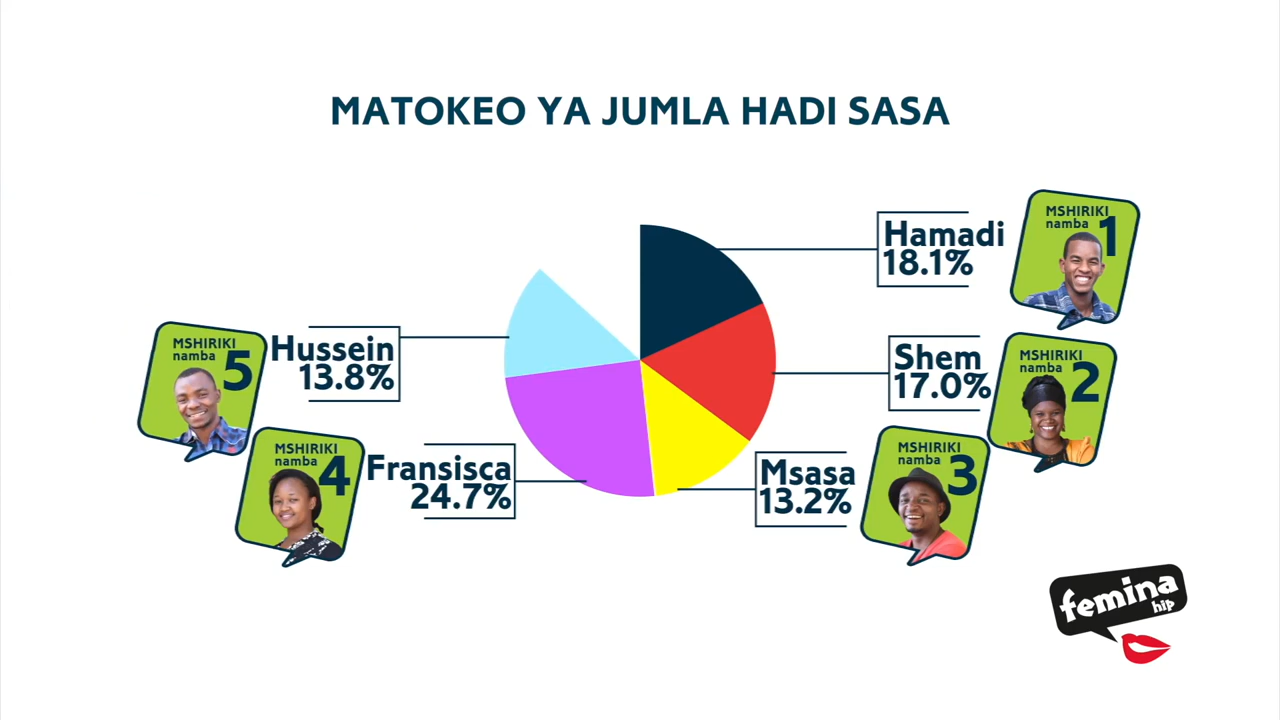 MATOKEO YA JUMLA HADI SASA
Hamadi
18.1%
MSHIRIKI
namba 1
Shem
17.0%
MSHIRIKI
namba 2
Msasa
13.2%
MSHIRIKI
namba 3
Fransisca
24.7%
MSHIRIKI
namba 4
Hussein
13.8%
MSHIRIKI
namba 5
femina
hip